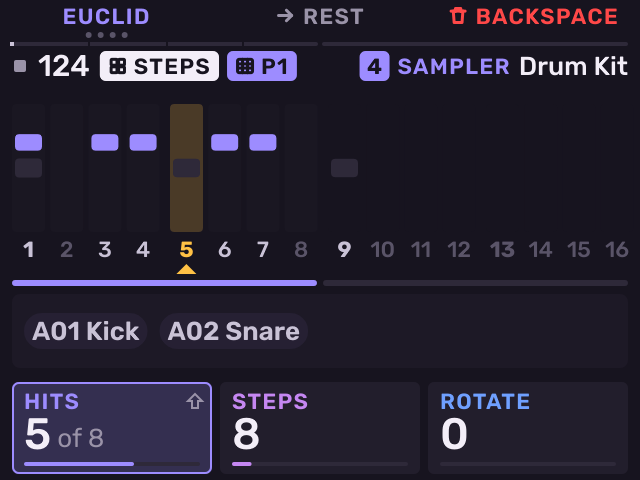 EUCLID → REST BACKSPACE
124 STEPS P1 4 SAMPLER Drum Kit
1 2 3 4 5 6 7 8 9 10 11 12 13 14 15 16
A01 Kick A02 Snare
HITS STEPS ROTATE
5 of 8 8 0